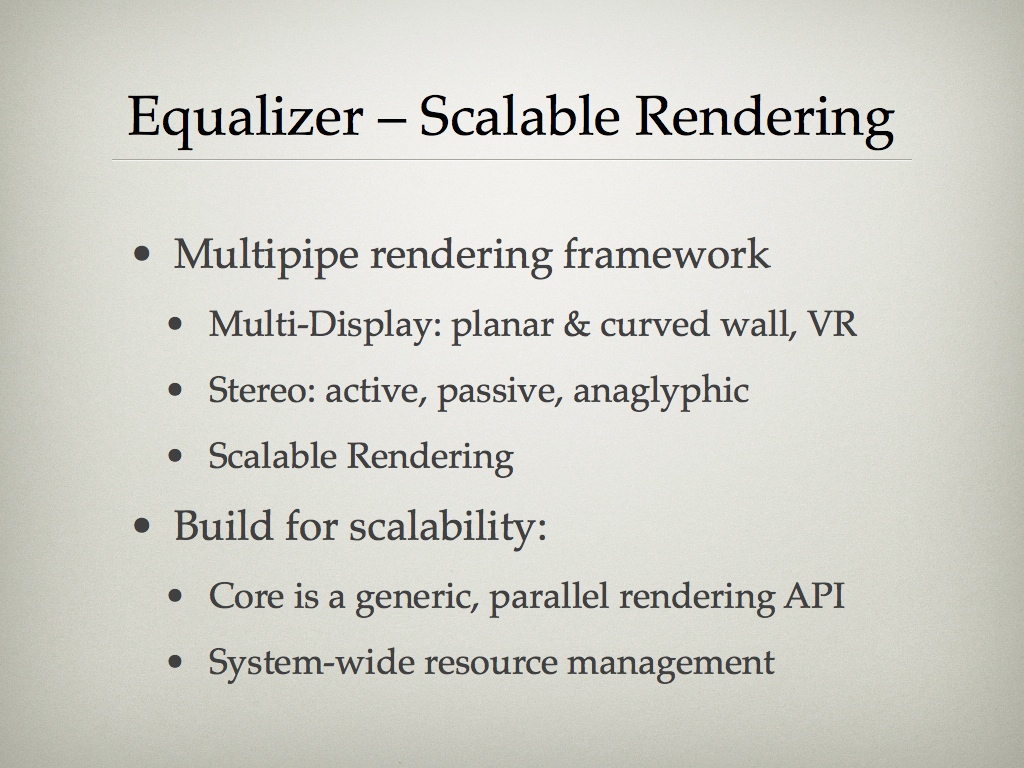 Equalizer – Scalable Rendering
• Multipipe rendering framework
• Multi-Display: planar & curved wall, VR
• Stereo: active, passive, anaglyphic
• Scalable Rendering
• Build for scalability:
• Core is a generic, parallel rendering API
• System-wide resource management